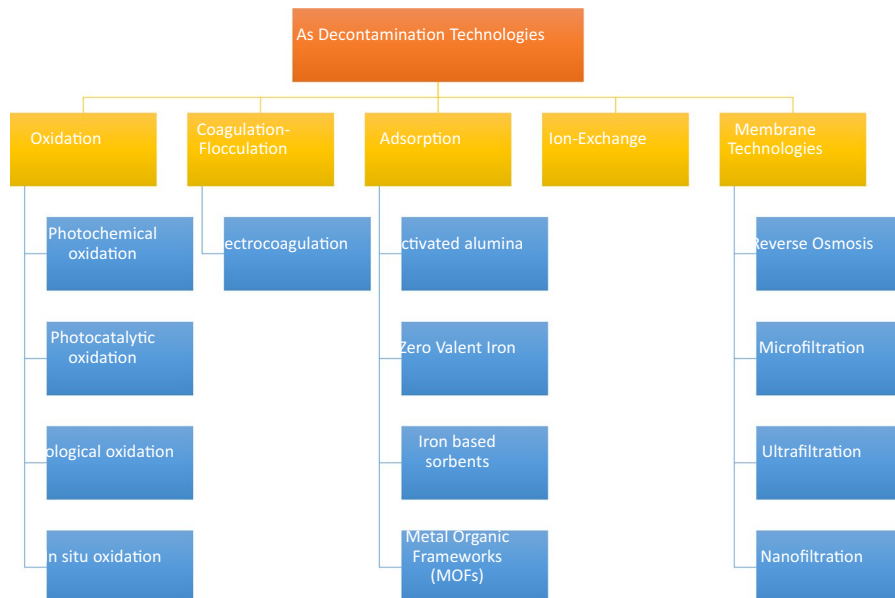 As Decontamination Technologies
Oxidation
Coagulation-
Flocculation
Adsorption
Ion-Exchange
Membrane
Technologies
Photochemical
oxidation
Photocatalytic
oxidation
ological oxidation
n situ oxidation
ectrocoagulation
ctivated alumina
Zero Valent Iron
Iron based
sorbents
Metal Organic
Frameworks
(MOFs)
Reverse Osmosis
Microfiltration
Ultrafiltration
Nanofiltration